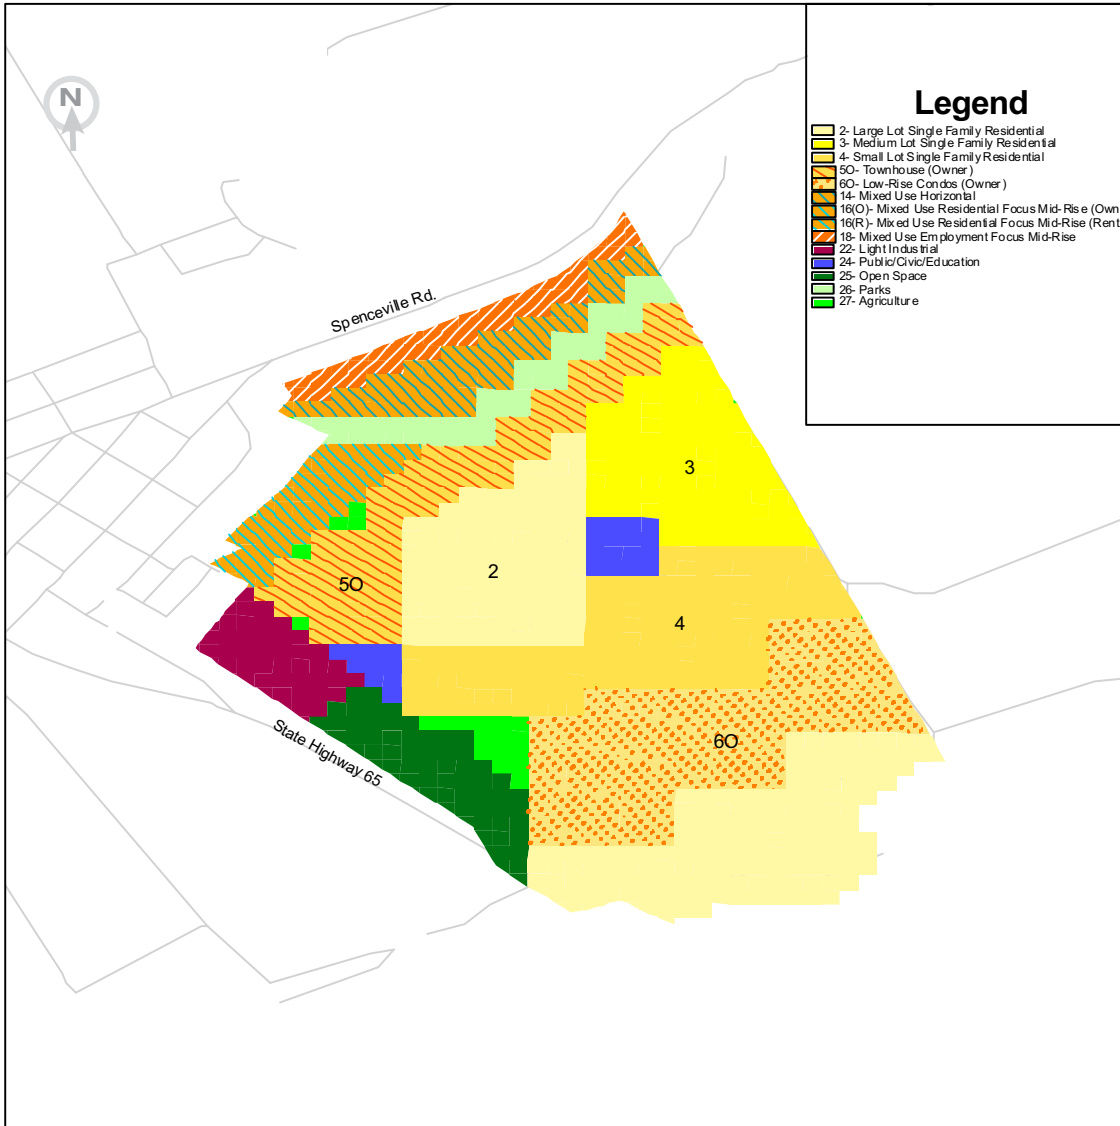 N
Legend
2- Large Lot Single Family Residential
3- Medium Lot Single Family Residential
4- Small Lot Single Family Residential
5O- Townhouse (Owner)
6O- Low-Rise Condos (Owner)
14- Mixed Use Horizontal
16(O)- Mixed Use Residential Focus Mid-Rise (Own
16(R)- Mixed Use Residential Focus Mid-Rise (Rent
18- Mixed Use Employment Focus Mid-Rise
22- Light Industrial
24- Public/Civic/Education
25- Open Space
26- Parks
27- Agriculture
Spenceville Rd.
3
2
5O
4
6O
State Highway 65